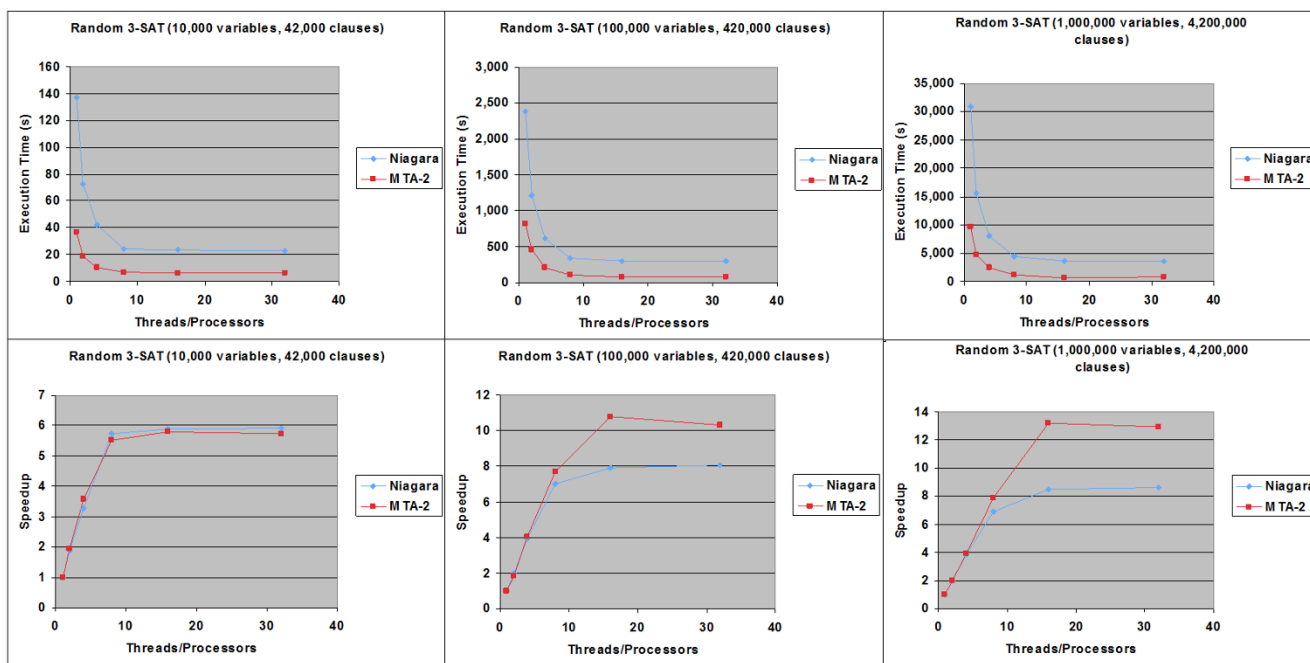 Random 3-SAT (10,000 variables, 42,000 clauses)
160
140
120
100
80
60
40
20
0
Execution Time (s)
0 10 20 30 40
Threads/Processors
Niagara
MTA-2
Random 3-SAT (100,000 variables, 420,000 clauses)
3,000
2,500
2,000
1,500
1,000
500
0
Execution Time (s)
0 10 20 30 40
Threads/Processors
Niagara
MTA-2
Random 3-SAT (1,000,000 variables, 4,200,000
clauses)
35,000
30,000
25,000
20,000
15,000
10,000
5,000
0
Execution Time (s)
0 10 20 30 40
Threads/Processors
Niagara
MTA-2
Random 3-SAT (10,000 variables, 42,000 clauses)
7
6
5
4
3
2
1
0
Speedup
0 10 20 30 40
Threads/Processors
Niagara
MTA-2
Random 3-SAT (100,000 variables, 420,000 clauses)
12
10
8
6
4
2
0
Speedup
0 10 20 30 40
Threads/Processors
Niagara
MTA-2
Random 3-SAT (1,000,000 variables, 4,200,000
clauses)
14
12
10
8
6
4
2
0
Speedup
0 10 20 30 40
Threads/Processors
Niagara
MTA-2